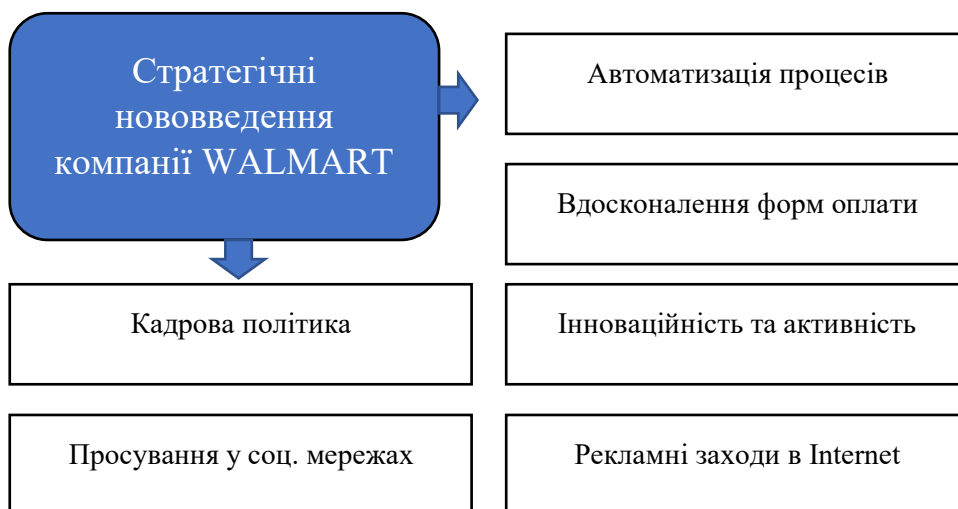 Стратегічні
нововведення
компанії WALMART
Автоматизація процесів
Вдосконалення форм оплати
Кадрова політика
Інноваційність та активність
Просування у соц. мережах
Рекламні заходи в Internet